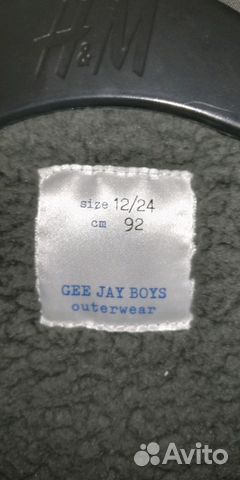 H&M
size 12/24
cm 92
GEE JAY BOYS
outerwear
Avito